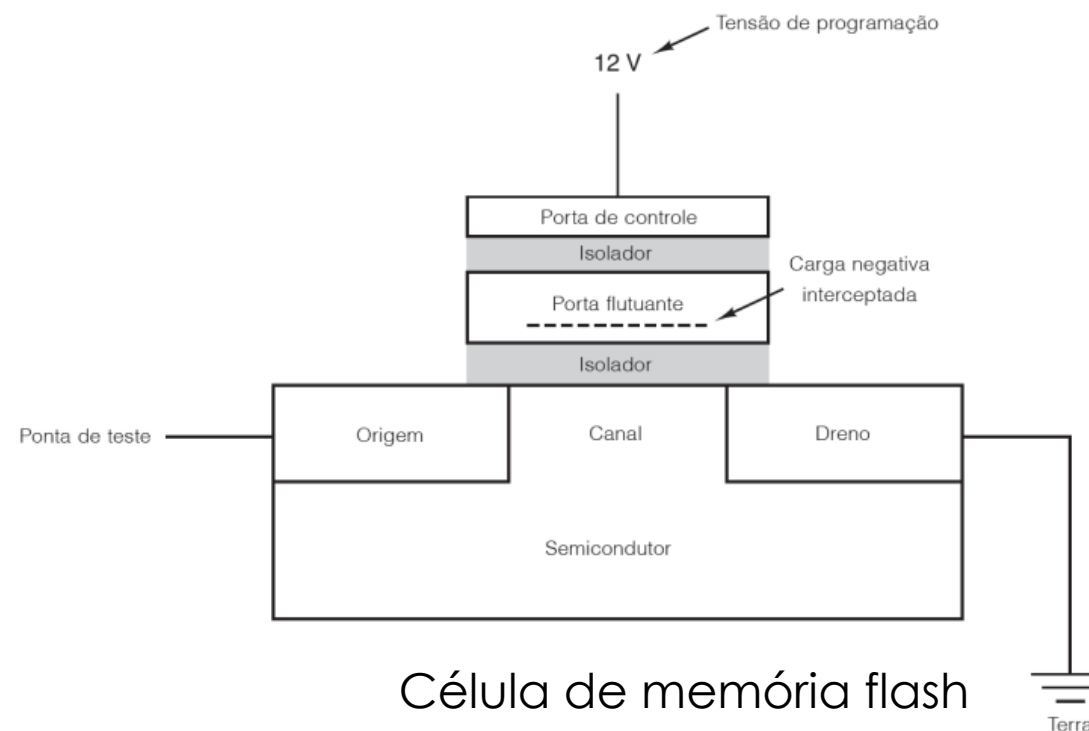 Tensão de programação
12 V
Porta de controle
Isolador
Carga negativa
interceptada
Porta flutuante
Isolador
Ponta de teste
Origem
Canal
Dreno
Semicondutor
Célula de memória flash
Terra